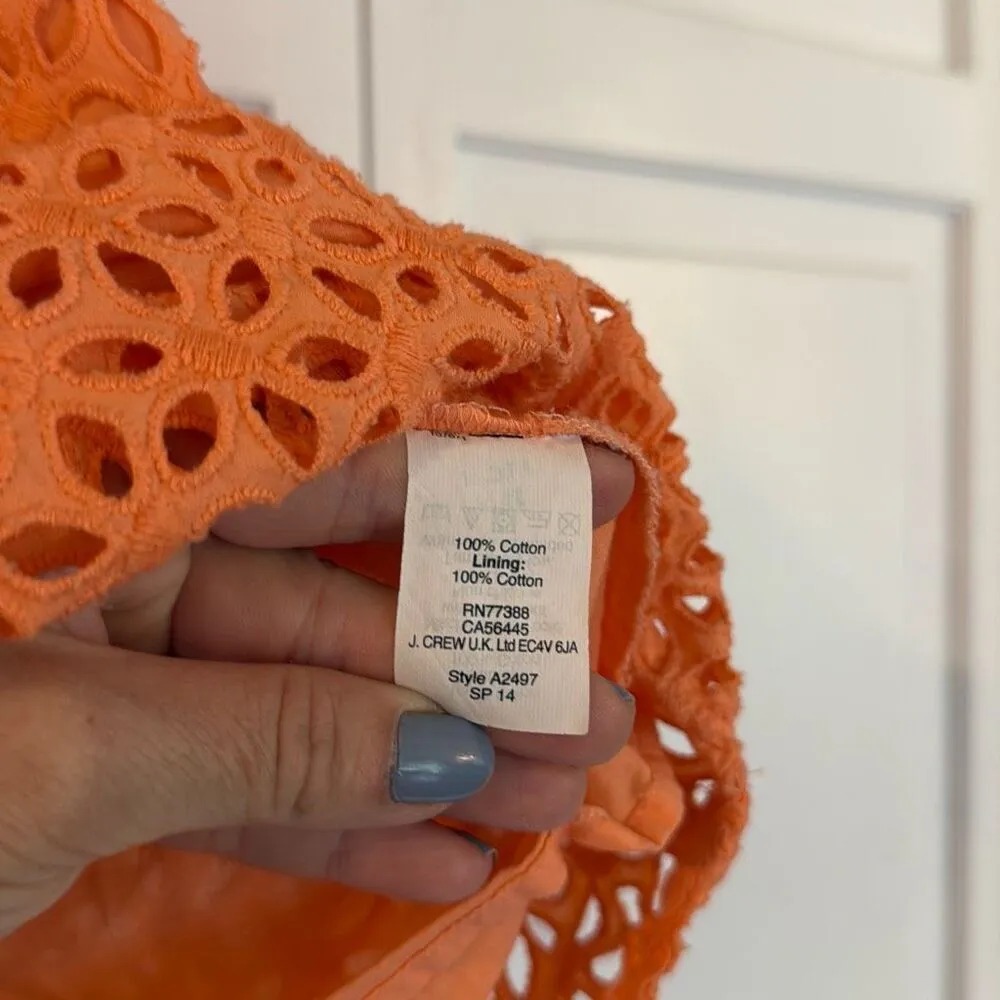 100% Cotton
Lining:
100% Cotton
RN77388
CA56445
J. CREW U.K. Ltd EC4V 6JA
Style A2497
SP 14